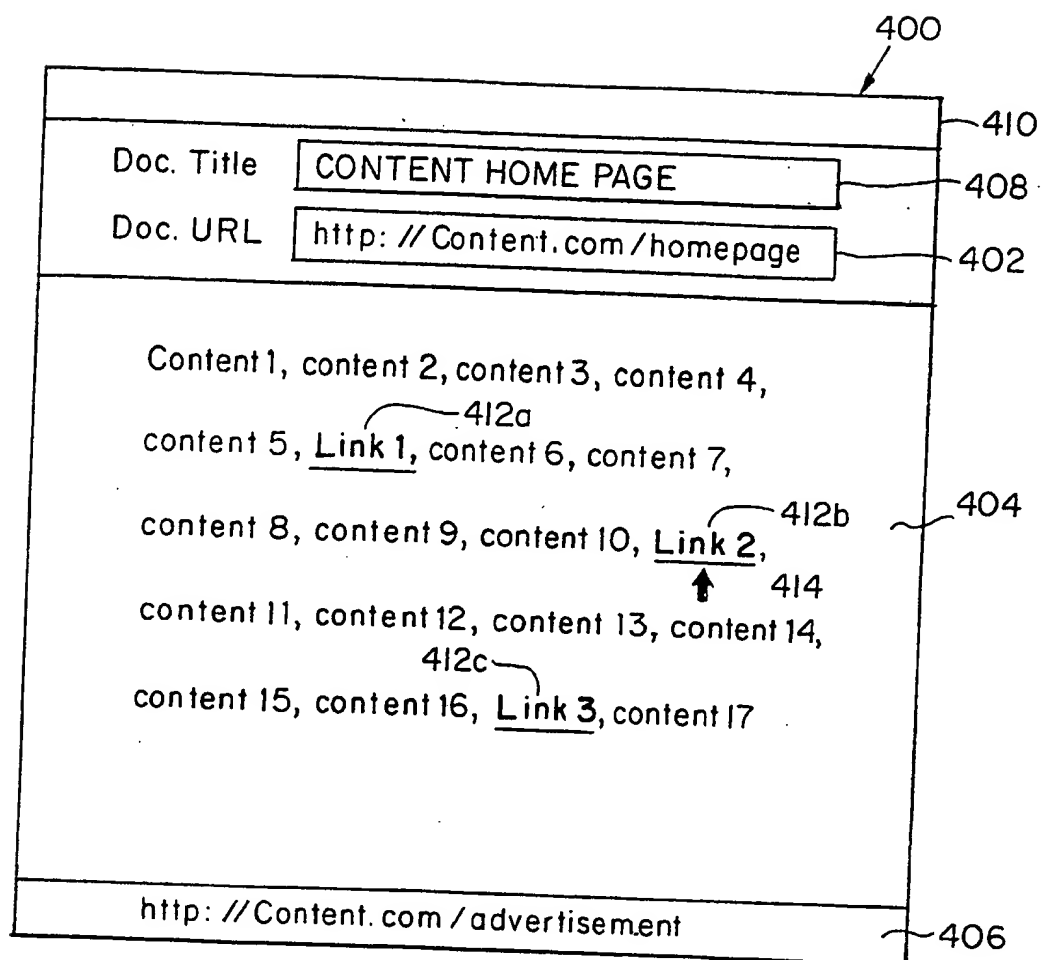 400
410
Doc. Title CONTENT HOME PAGE 408
Doc. URL http: //Content.com/homepage 402
Content 1, content 2, content 3, content 4,
412a
content 5, Link 1, content 6, content 7,
412b
404
content 8, content 9, content 10, Link 2,
414
content 11, content 12, content 13, content 14,
412c
content 15, content 16, Link 3, content 17
http: //Content.com/advertisement 406